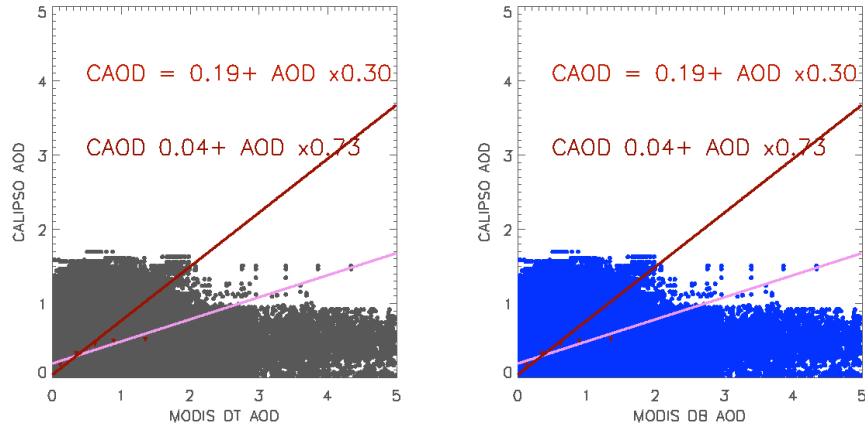 5
4
3
2
1
0
CALIPSO AOD
CAOD = 0.19+ AOD x0.30
CAOD 0.04+ AOD x0.73
0 1 2 3 4 5
MODIS DT AOD
5
4
3
2
1
0
CALIPSO AOD
CAOD = 0.19+ AOD x0.30
CAOD 0.04+ AOD x0.73
0 1 2 3 4 5
MODIS DB AOD